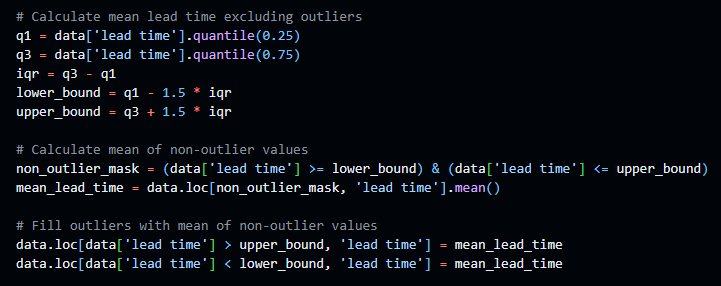 # Calculate mean lead time excluding outliers
q1 = data['lead time'].quantile(0.25)
q3 = data['lead time'].quantile(0.75)
iqr = q3 - q1
lower_bound = q1 - 1.5 * iqr
upper_bound = q3 + 1.5 * iqr
# Calculate mean of non-outlier values
non_outlier_mask = (data['lead time'] >= lower_bound) & (data['lead time'] <= upper_bound)
mean_lead_time = data.loc[non_outlier_mask, 'lead time'].mean()
# Fill outliers with mean of non-outlier values
data.loc[data['lead time'] > upper_bound, 'lead time'] = mean_lead_time
data.loc[data['lead time'] < lower_bound, 'lead time'] = mean_lead_time